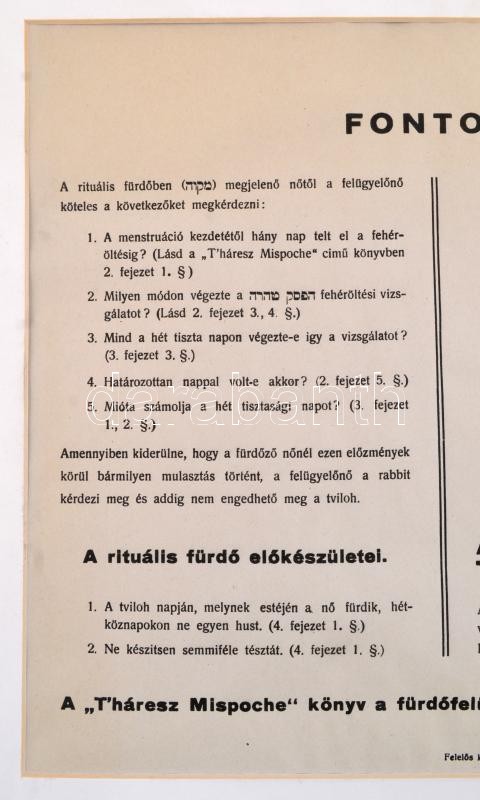 FONTO
A rituális fürdőben (מקוה) megjelenő nőtől a felügyelőnő
köteles a következőket megkérdezni:
1. A menstruáció kezdetétől hány nap telt el a fehér-
öltésig? (Lásd a „T'háresz Mispoche“ cimű könyvben
2. fejezet 1. §)
2. Milyen módon végezte a הפסק טהרה fehéröltési vizs-
gálatot? (Lásd 2. fejezet 3., 4. §.)
3. Mind a hét tiszta napon végezte-e igy a vizsgálatot?
(3. fejezet 3. §.)
4. Határozottan nappal volt-e akkor? (2. fejezet 5. §.)
5. Mióta számolja a hét tisztasági napot? (3. fejezet
1., 2. §.)
Amennyiben kiderülne, hogy a fürdőző nőnél ezen előzmények
körül bármilyen mulasztás történt, a felügyelőnő a rabbit
kérdezi meg és addig nem engedhető meg a tviloh.
A rituális fürdő előkészületei.
1. A tviloh napján, melynek estéjén a nő fürdik, hét-
köznapokon ne egyen hust. (4. fejezet 1. §.)
2. Ne készitsen semmiféle tésztát. (4. fejezet 1. §.)
A „T'háresz Mispoche“ könyv a fürdőfelü
Felelős k
darabanth